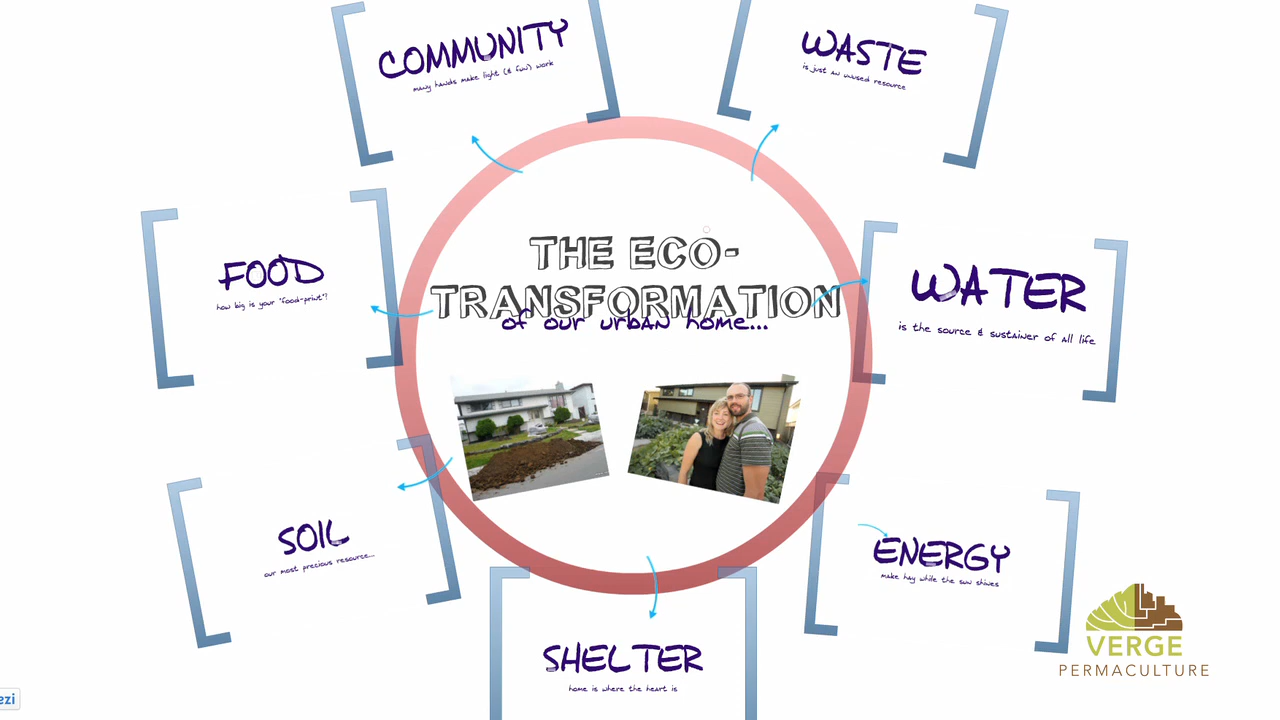 COMMUNITY
many hands make light (& fun) work
WASTE
is just an unused resource
FOOD
how big is your "food-print"?
THE ECO-
TRANSFORMATION
of our urban home...
WATER
is the source & sustainer of all life
SOIL
our most precious resource...
ENERGY
make hay while the sun shines
SHELTER
home is where the heart is
VERGE
PERMACULTURE
ezi